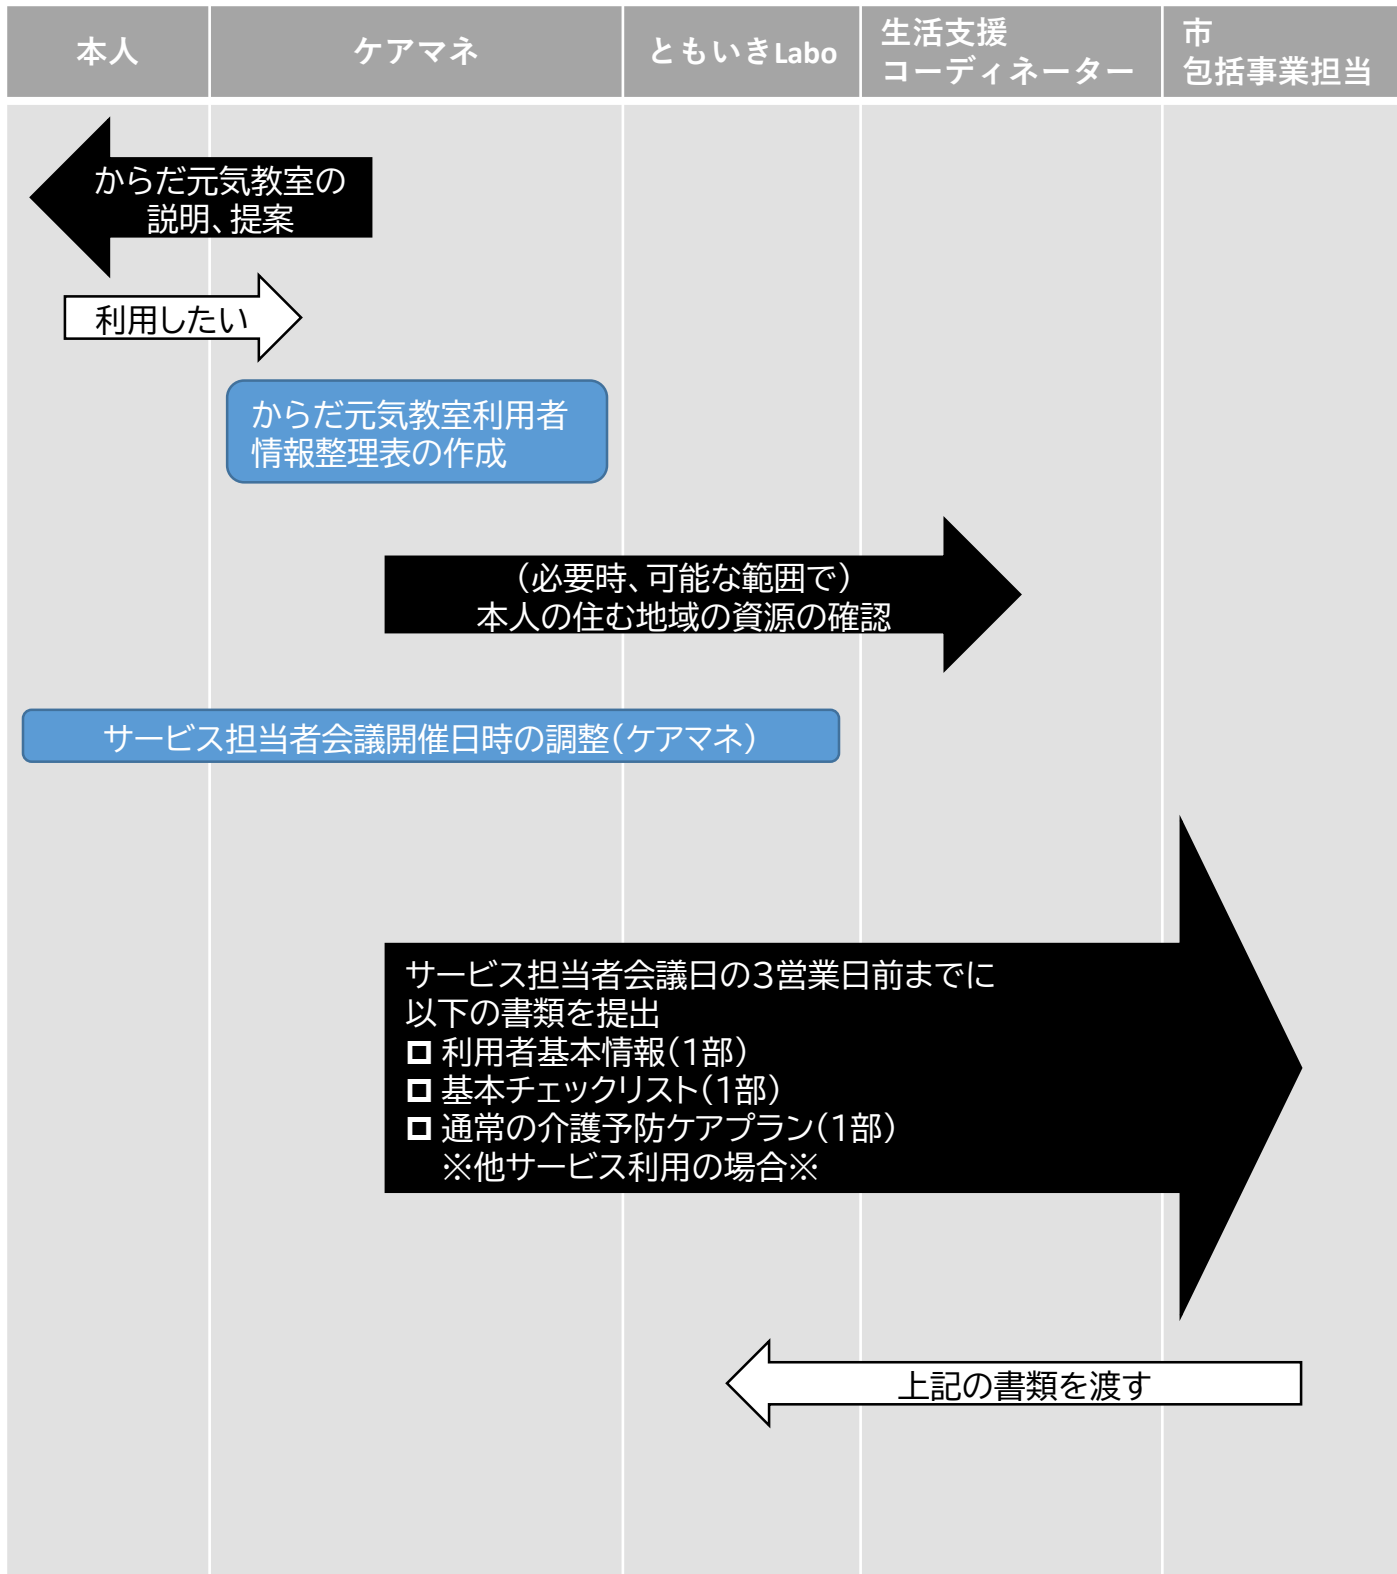 本人
ケアマネ
ともいきLabo
生活支援
コーディネーター
市
包括事業担当
からだ元気教室の
説明、提案
利用したい
からだ元気教室利用者
情報整理表の作成
（必要時、可能な範囲で）
本人の住む地域の資源の確認
サービス担当者会議開催日時の調整（ケアマネ）
サービス担当者会議日の３営業日前までに
以下の書類を提出
□ 利用者基本情報（１部）
□ 基本チェックリスト（１部）
□ 通常の介護予防ケアプラン（１部）
※他サービス利用の場合※
上記の書類を渡す